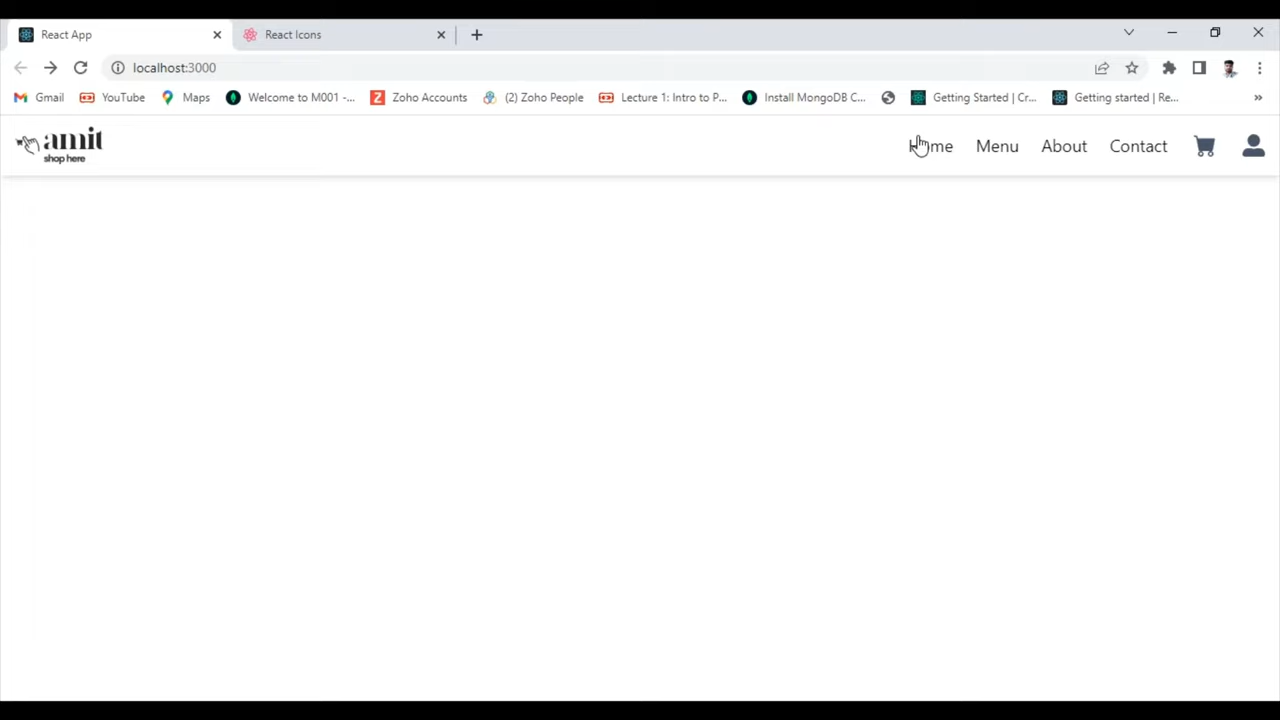 React App
React Icons
localhost:3000
Gmail
YouTube
Maps
Welcome to M001 -...
Zoho Accounts
(2) Zoho People
Lecture 1: Intro to P...
Install MongoDB C...
Getting Started | Cr...
Getting started | Re...
»
amit
shop here
Home Menu About Contact